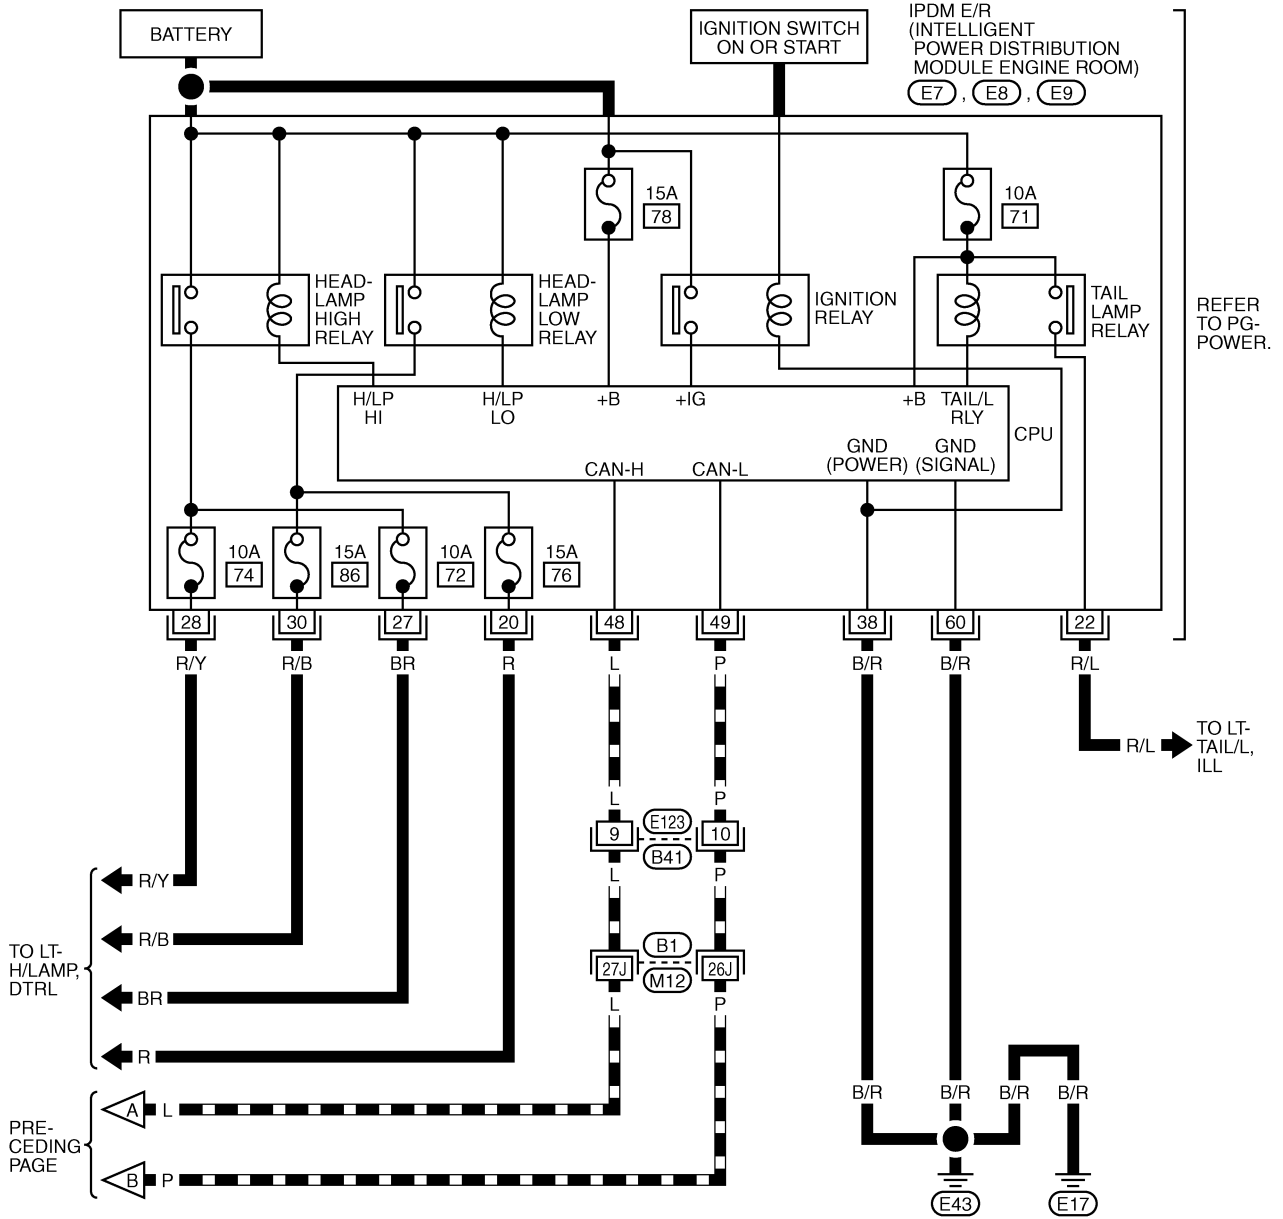 BATTERY
IGNITION SWITCH
ON OR START
IPDM E/R
(INTELLIGENT
POWER DISTRIBUTION
MODULE ENGINE ROOM)
E7 , E8 , E9
15A
78
10A
71
HEAD-
LAMP
HIGH
RELAY
HEAD-
LAMP
LOW
RELAY
IGNITION
RELAY
TAIL
LAMP
RELAY
REFER
TO PG-
POWER.
H/LP
HI
H/LP
LO
+B
+IG
+B
TAIL/L
RLY
CPU
GND
(POWER)
GND
(SIGNAL)
CAN-H
CAN-L
10A
74
15A
86
10A
72
15A
76
28
30
27
20
48
49
38
60
22
R/Y
R/B
BR
R
L
P
B/R
B/R
R/L
R/L
TO LT-
TAIL/L,
ILL
L
P
9
E123
B41
10
L
P
R/Y
R/B
BR
R
TO LT-
H/LAMP,
DTRL
27J
B1
M12
26J
L
P
B/R
B/R
B/R
B/R
PRE-
CEDING
PAGE
A
L
B
P
E43
E17